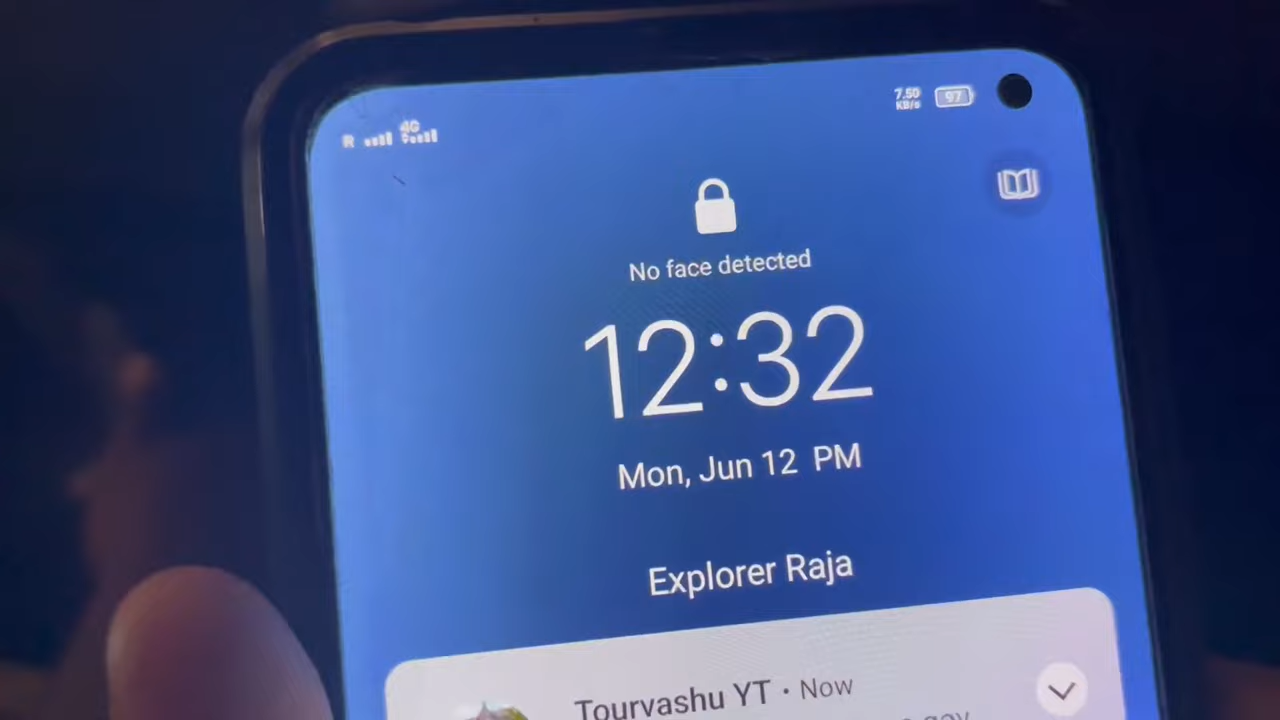 R 4G
7.50
KB/s
97
No face detected
12:32
Mon, Jun 12 PM
Explorer Raja
Tourvashu YT • Now